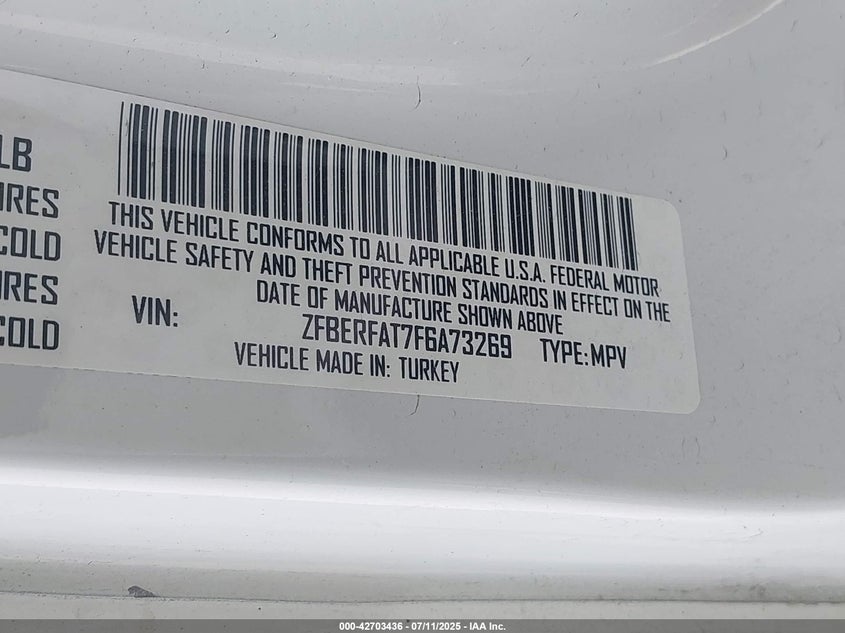 LB
IRES
COLD
IRES
COLD
THIS VEHICLE CONFORMS TO ALL APPLICABLE U.S.A. FEDERAL MOTOR
VEHICLE SAFETY AND THEFT PREVENTION STANDARDS IN EFFECT ON THE
DATE OF MANUFACTURE SHOWN ABOVE
VIN: ZFBERFAT7F6A73269 TYPE: MPV
VEHICLE MADE IN: TURKEY
000-42703436 - 07/11/2025 - IAA Inc.